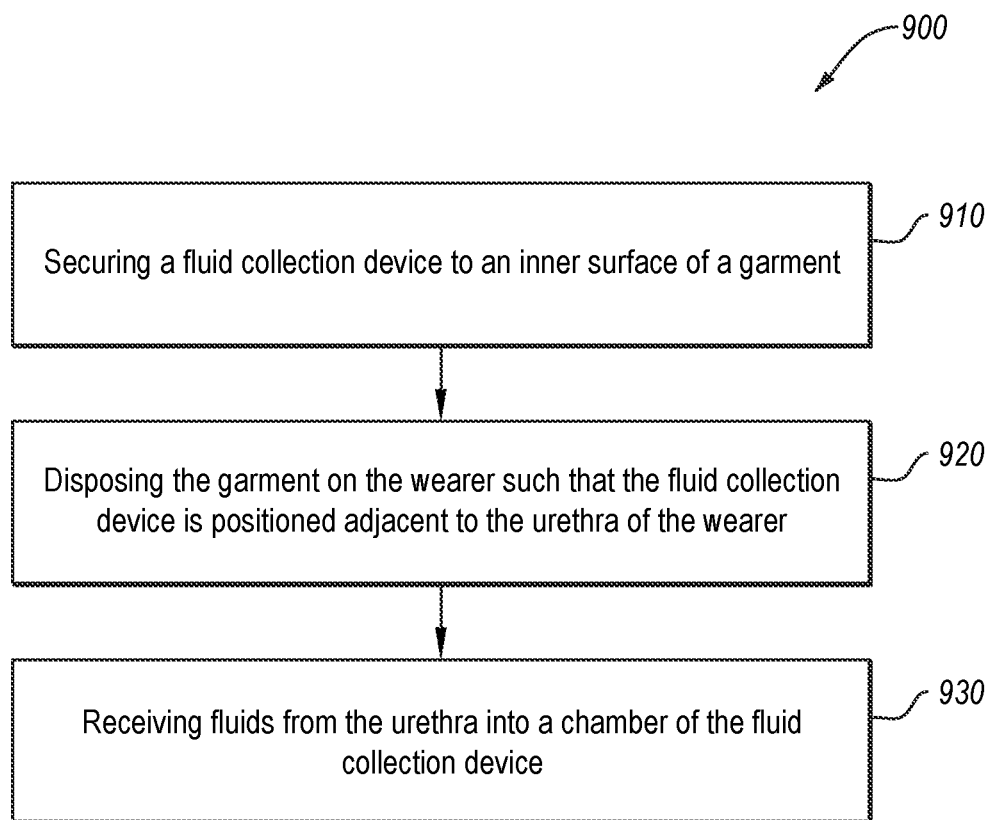 900
910
Securing a fluid collection device to an inner surface of a garment
920
Disposing the garment on the wearer such that the fluid collection
device is positioned adjacent to the urethra of the wearer
930
Receiving fluids from the urethra into a chamber of the fluid
collection device